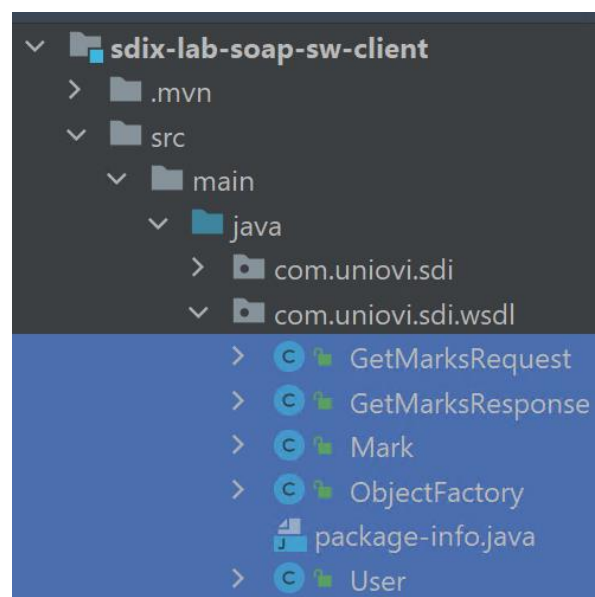 sdix-lab-soap-sw-client
.mvn
src
main
java
com.uniovi.sdi
com.uniovi.sdi.wsdl
GetMarksRequest
GetMarksResponse
Mark
ObjectFactory
package-info.java
User